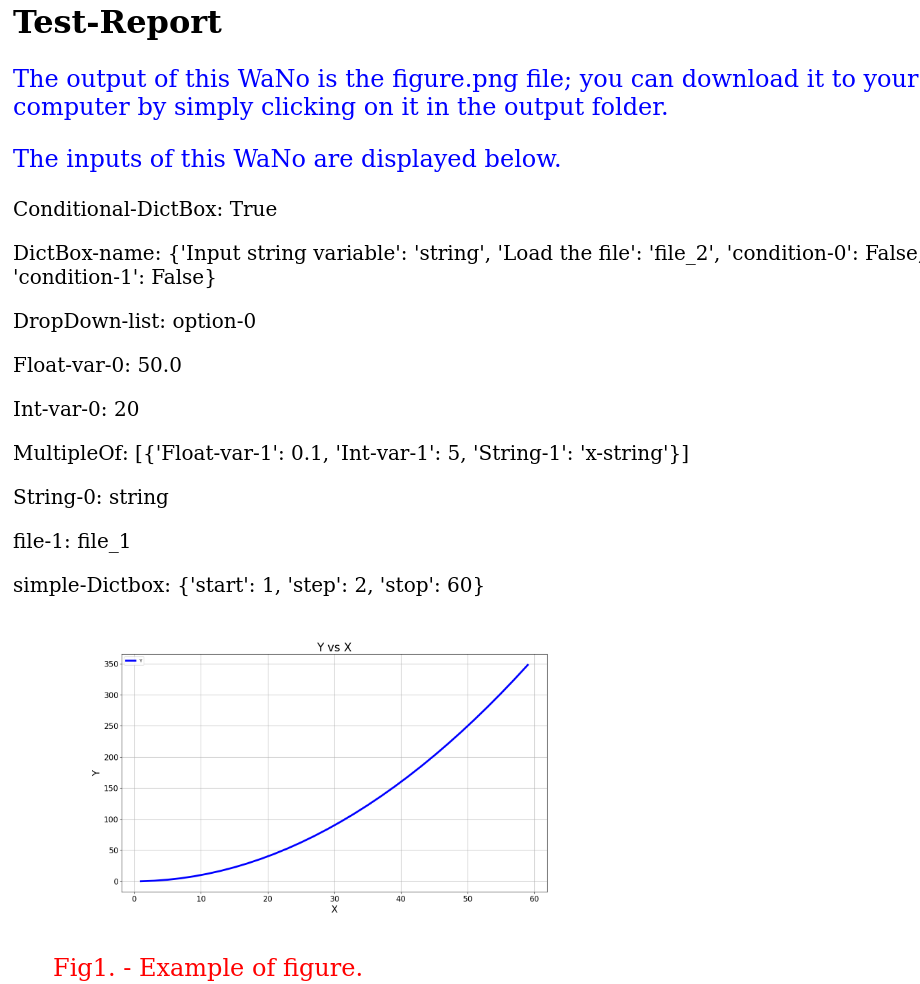 Test-Report
The output of this WaNo is the figure.png file; you can download it to your
computer by simply clicking on it in the output folder.
The inputs of this WaNo are displayed below.
Conditional-DictBox: True
DictBox-name: {'Input string variable': 'string', 'Load the file': 'file_2', 'condition-0': False,
'condition-1': False}
DropDown-list: option-0
Float-var-0: 50.0
Int-var-0: 20
MultipleOf: [{'Float-var-1': 0.1, 'Int-var-1': 5, 'String-1': 'x-string'}]
String-0: string
file-1: file_1
simple-Dictbox: {'start': 1, 'step': 2, 'stop': 60}
Y vs X
350
300
250
200
150
100
50
0
Y
0 10 20 30 40 50 60
X
Fig1. - Example of figure.